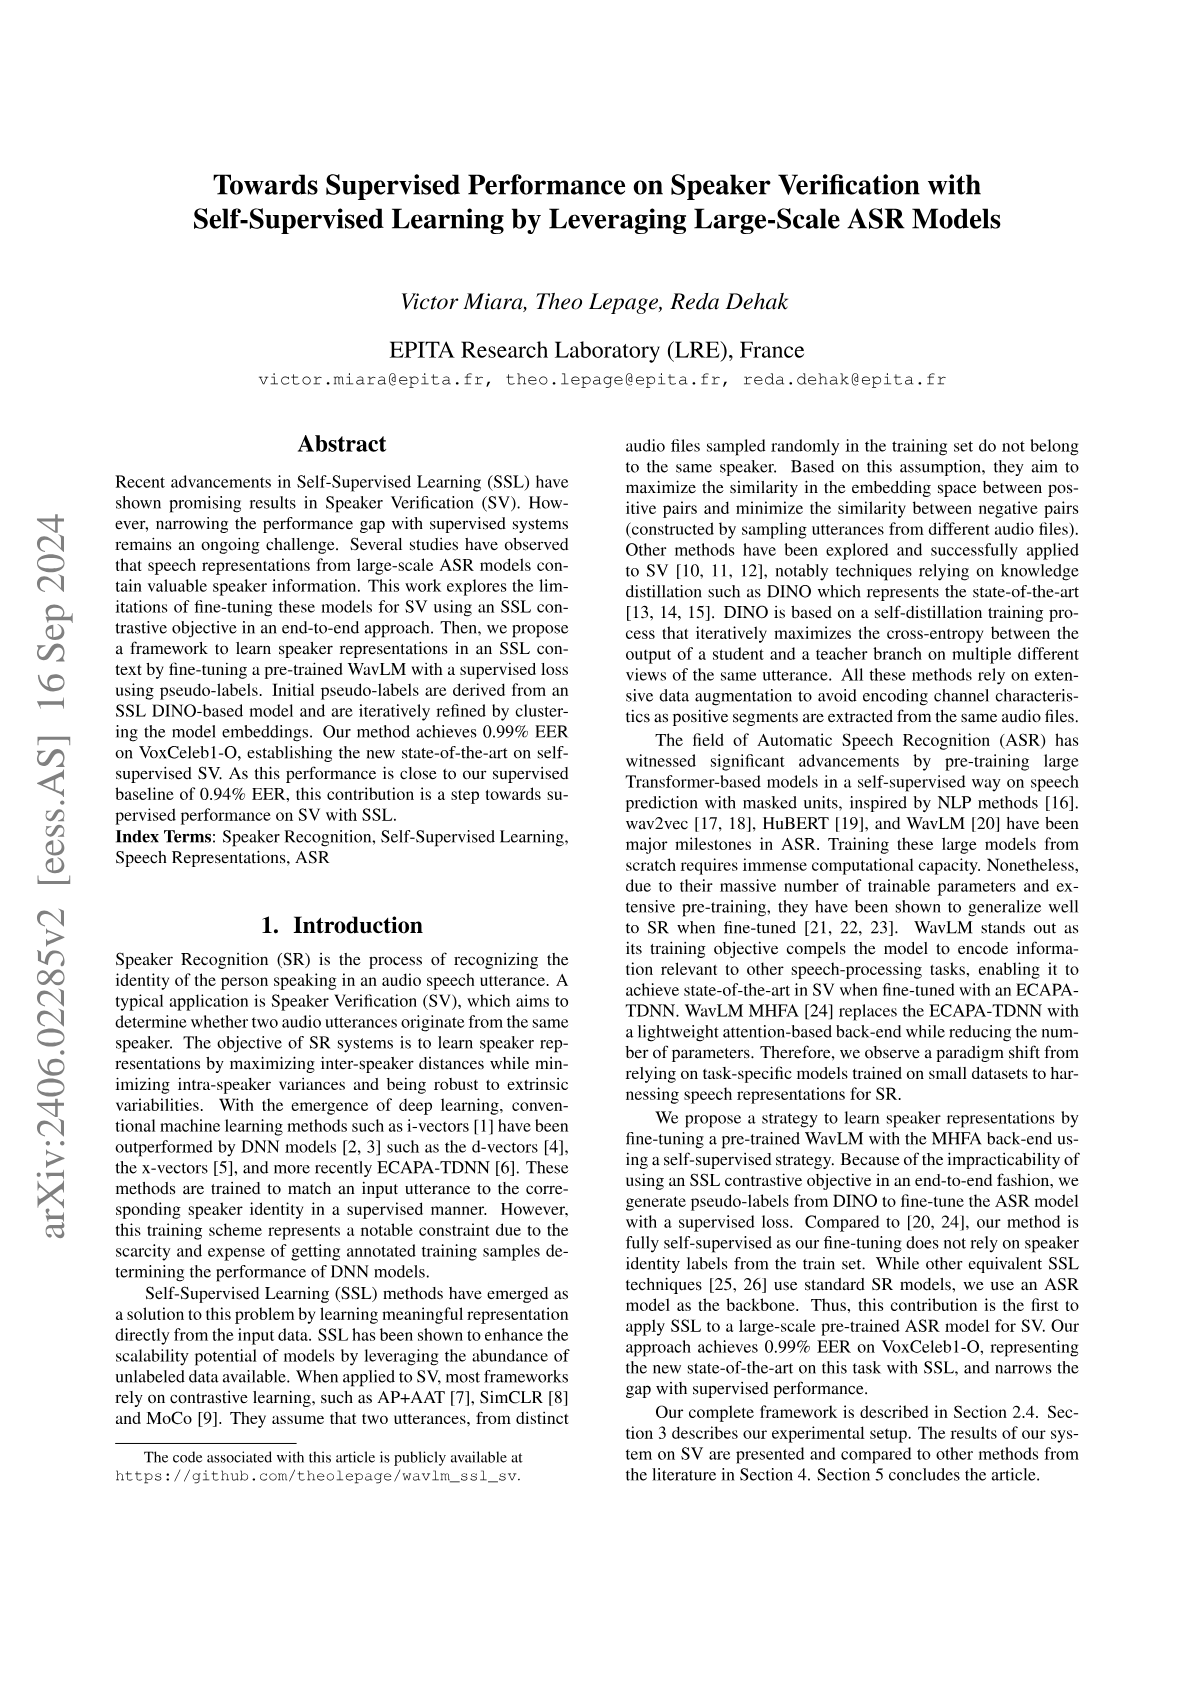 arXiv:2406.02285v2 [eess.AS] 16 Sep 2024
Towards Supervised Performance on Speaker Verification with
Self-Supervised Learning by Leveraging Large-Scale ASR Models
Victor Miara, Theo Lepage, Reda Dehak
EPITA Research Laboratory (LRE), France
victor.miara@epita.fr, theo.lepage@epita.fr, reda.dehak@epita.fr
Abstract
Recent advancements in Self-Supervised Learning (SSL) have
shown promising results in Speaker Verification (SV). How-
ever, narrowing the performance gap with supervised systems
remains an ongoing challenge. Several studies have observed
that speech representations from large-scale ASR models con-
tain valuable speaker information. This work explores the lim-
itations of fine-tuning these models for SV using an SSL con-
trastive objective in an end-to-end approach. Then, we propose
a framework to learn speaker representations in an SSL con-
text by fine-tuning a pre-trained WavLM with a supervised loss
using pseudo-labels. Initial pseudo-labels are derived from an
SSL DINO-based model and are iteratively refined by cluster-
ing the model embeddings. Our method achieves 0.99% EER
on VoxCeleb1-O, establishing the new state-of-the-art on self-
supervised SV. As this performance is close to our supervised
baseline of 0.94% EER, this contribution is a step towards su-
pervised performance on SV with SSL.
Index Terms: Speaker Recognition, Self-Supervised Learning,
Speech Representations, ASR
1. Introduction
Speaker Recognition (SR) is the process of recognizing the
identity of the person speaking in an audio speech utterance. A
typical application is Speaker Verification (SV), which aims to
determine whether two audio utterances originate from the same
speaker. The objective of SR systems is to learn speaker rep-
resentations by maximizing inter-speaker distances while min-
imizing intra-speaker variances and being robust to extrinsic
variabilities. With the emergence of deep learning, conven-
tional machine learning methods such as i-vectors [1] have been
outperformed by DNN models [2, 3] such as the d-vectors [4],
the x-vectors [5], and more recently ECAPA-TDNN [6]. These
methods are trained to match an input utterance to the corre-
sponding speaker identity in a supervised manner. However,
this training scheme represents a notable constraint due to the
scarcity and expense of getting annotated training samples de-
termining the performance of DNN models.
Self-Supervised Learning (SSL) methods have emerged as
a solution to this problem by learning meaningful representation
directly from the input data. SSL has been shown to enhance the
scalability potential of models by leveraging the abundance of
unlabeled data available. When applied to SV, most frameworks
rely on contrastive learning, such as AP+AAT [7], SimCLR [8]
and MoCo [9]. They assume that two utterances, from distinct
The code associated with this article is publicly available at
https://github.com/theolepage/wavlm_ssl_sv.
audio files sampled randomly in the training set do not belong
to the same speaker. Based on this assumption, they aim to
maximize the similarity in the embedding space between pos-
itive pairs and minimize the similarity between negative pairs
(constructed by sampling utterances from different audio files).
Other methods have been explored and successfully applied
to SV [10, 11, 12], notably techniques relying on knowledge
distillation such as DINO which represents the state-of-the-art
[13, 14, 15]. DINO is based on a self-distillation training pro-
cess that iteratively maximizes the cross-entropy between the
output of a student and a teacher branch on multiple different
views of the same utterance. All these methods rely on exten-
sive data augmentation to avoid encoding channel characteris-
tics as positive segments are extracted from the same audio files.
The field of Automatic Speech Recognition (ASR) has
witnessed significant advancements by pre-training large
Transformer-based models in a self-supervised way on speech
prediction with masked units, inspired by NLP methods [16].
wav2vec [17, 18], HuBERT [19], and WavLM [20] have been
major milestones in ASR. Training these large models from
scratch requires immense computational capacity. Nonetheless,
due to their massive number of trainable parameters and ex-
tensive pre-training, they have been shown to generalize well
to SR when fine-tuned [21, 22, 23]. WavLM stands out as
its training objective compels the model to encode informa-
tion relevant to other speech-processing tasks, enabling it to
achieve state-of-the-art in SV when fine-tuned with an ECAPA-
TDNN. WavLM MHFA [24] replaces the ECAPA-TDNN with
a lightweight attention-based back-end while reducing the num-
ber of parameters. Therefore, we observe a paradigm shift from
relying on task-specific models trained on small datasets to har-
nessing speech representations for SR.
We propose a strategy to learn speaker representations by
fine-tuning a pre-trained WavLM with the MHFA back-end us-
ing a self-supervised strategy. Because of the impracticability of
using an SSL contrastive objective in an end-to-end fashion, we
generate pseudo-labels from DINO to fine-tune the ASR model
with a supervised loss. Compared to [20, 24], our method is
fully self-supervised as our fine-tuning does not rely on speaker
identity labels from the train set. While other equivalent SSL
techniques [25, 26] use standard SR models, we use an ASR
model as the backbone. Thus, this contribution is the first to
apply SSL to a large-scale pre-trained ASR model for SV. Our
approach achieves 0.99% EER on VoxCeleb1-O, representing
the new state-of-the-art on this task with SSL, and narrows the
gap with supervised performance.
Our complete framework is described in Section 2.4. Sec-
tion 3 describes our experimental setup. The results of our sys-
tem on SV are presented and compared to other methods from
the literature in Section 4. Section 5 concludes the article.